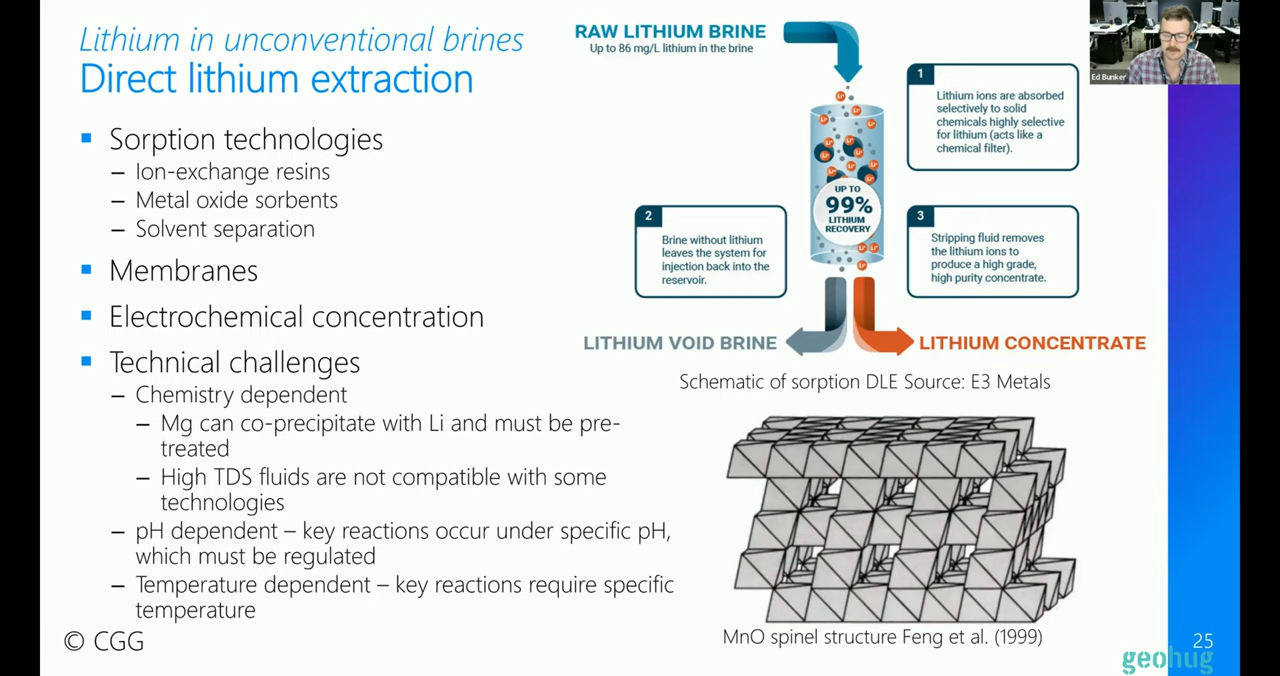 Lithium in unconventional brines
Direct lithium extraction
▪ Sorption technologies
– Ion-exchange resins
– Metal oxide sorbents
– Solvent separation
▪ Membranes
▪ Electrochemical concentration
▪ Technical challenges
– Chemistry dependent
– Mg can co-precipitate with Li and must be pre-
treated
– High TDS fluids are not compatible with some
technologies
– pH dependent – key reactions occur under specific pH,
which must be regulated
– Temperature dependent – key reactions require specific
temperature
© CGG
RAW LITHIUM BRINE
Up to 86 mg/L lithium in the brine
1
Lithium ions are absorbed
selectively to solid
chemicals highly selective
for lithium (acts like a
chemical filter).
UP TO
99%
LITHIUM
RECOVERY
2
Brine without lithium
leaves the system for
injection back into the
reservoir.
3
Stripping fluid removes
the lithium ions to
produce a high grade,
high purity concentrate.
LITHIUM VOID BRINE
LITHIUM CONCENTRATE
Schematic of sorption DLE Source: E3 Metals
MnO spinel structure Feng et al. (1999)
Ed Bunker
25
geohug